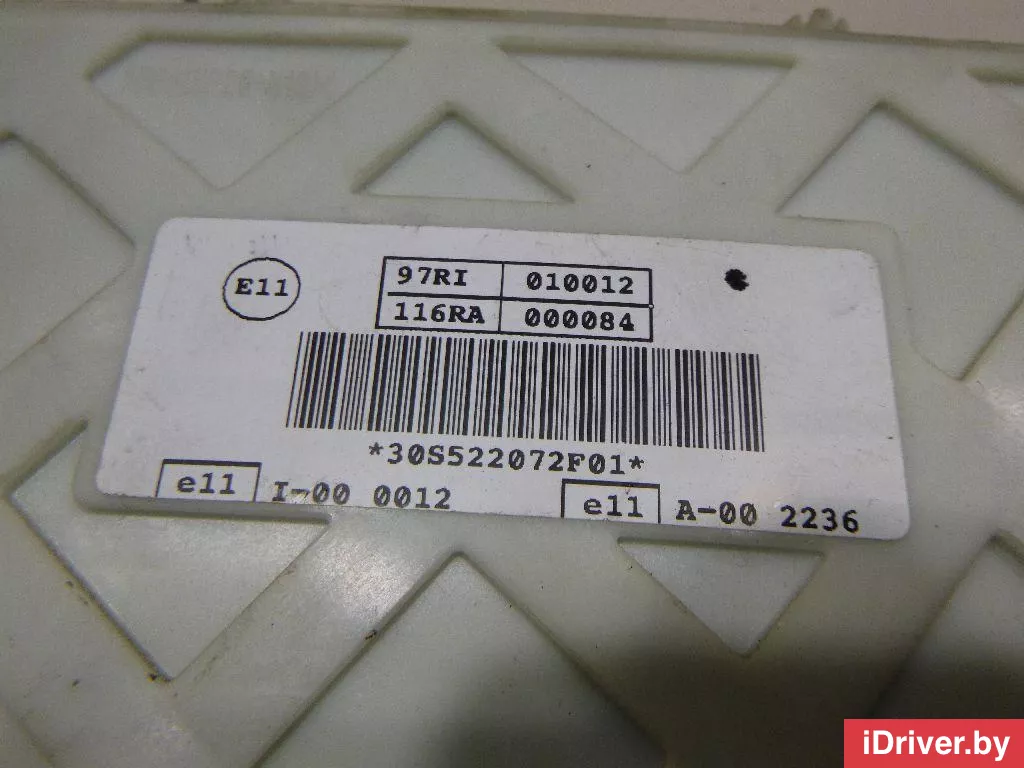 E11
97RI 010012
116RA 000084
*30S522072F01*
e11 I-00 0012
e11 A-00 2236
iDriver.by